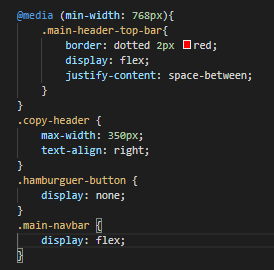 @media (min-width: 768px){
    .main-header-top-bar{
        border: dotted 2px red;
        display: flex;
        justify-content: space-between;
    }
}
.copy-header {
    max-width: 350px;
    text-align: right;
}
.hamburguer-button {
    display: none;
}
.main-navbar {
    display: flex;
}